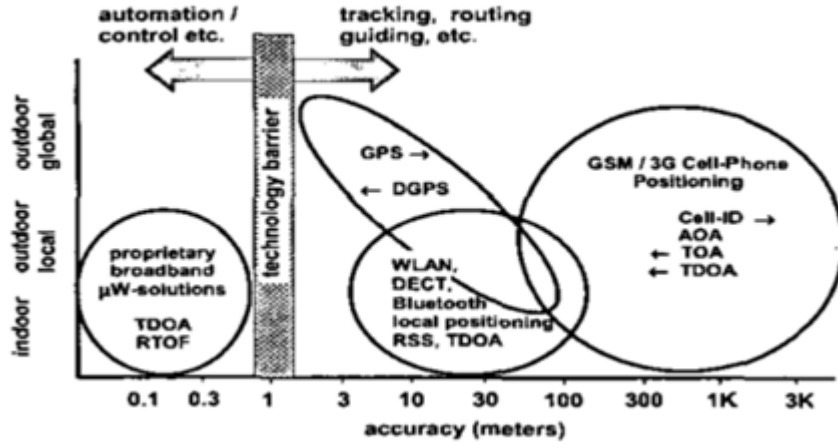 automation /
control etc.
tracking, routing
guiding, etc.
outdoor
global
outdoor
local
indoor
technology barrier
GPS →
← DGPS
GSM / 3G Cell-Phone
Positioning
Cell-ID →
AOA
← TOA
← TDOA
proprietary
broadband
µW-solutions
TDOA
RTOF
WLAN,
DECT,
Bluetooth
local positioning
RSS, TDOA
0.1 0.3 1 3 10 30 100 300 1K 3K
accuracy (meters)